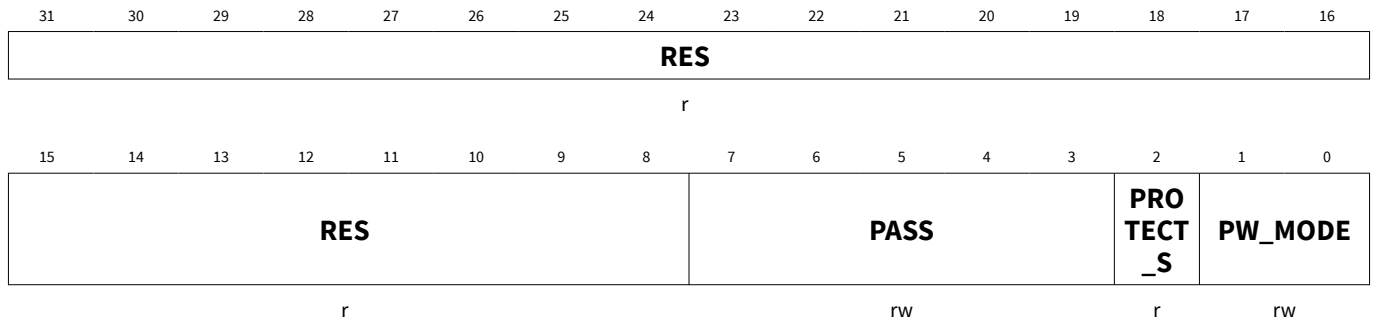 31 30 29 28 27 26 25 24 23 22 21 20 19 18 17 16
RES
r
15 14 13 12 11 10 9 8 7 6 5 4 3 2 1 0
RES PASS PRO TECT _S PW_MODE
r rw r rw